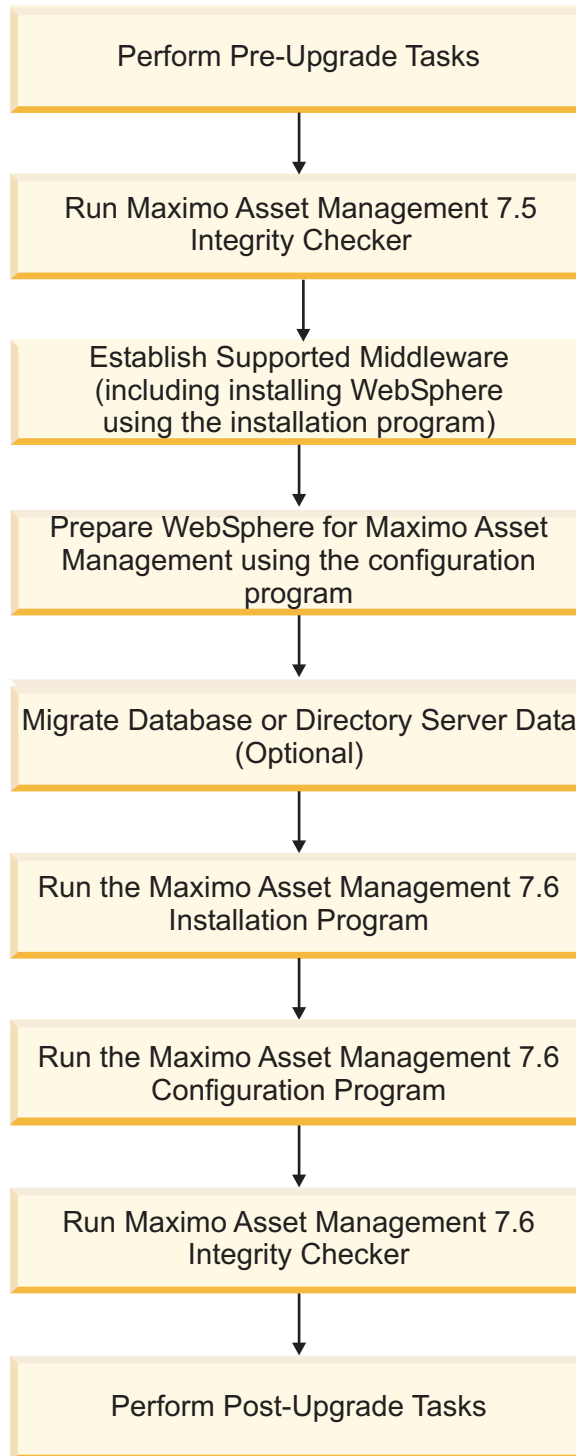 Perform Pre-Upgrade Tasks
Run Maximo Asset Management 7.5
Integrity Checker
Establish Supported Middleware
(including installing WebSphere
using the installation program)
Prepare WebSphere for Maximo Asset
Management using the configuration
program
Migrate Database or Directory Server Data
(Optional)
Run the Maximo Asset Management 7.6
Installation Program
Run the Maximo Asset Management 7.6
Configuration Program
Run Maximo Asset Management 7.6
Integrity Checker
Perform Post-Upgrade Tasks